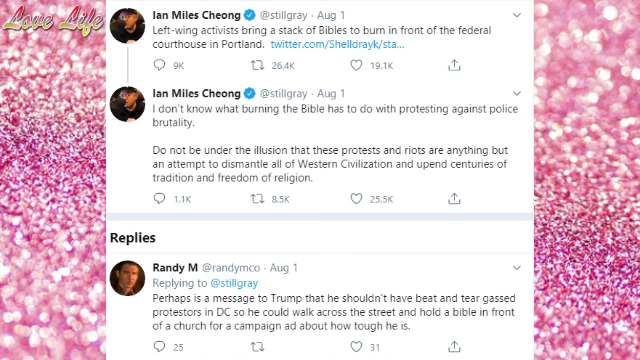 Love Life
Ian Miles Cheong @stillgray · Aug 1
Left-wing activists bring a stack of Bibles to burn in front of the federal
courthouse in Portland. twitter.com/Shelldrayk/sta...
9K 26.4K 19.1K
Ian Miles Cheong @stillgray · Aug 1
I don't know what burning the Bible has to do with protesting against police
brutality.
Do not be under the illusion that these protests and riots are anything but
an attempt to dismantle all of Western Civilization and upend centuries of
tradition and freedom of religion.
1.1K 8.5K 25.5K
Replies
Randy M @randymco · Aug 1
Replying to @stillgray
Perhaps is a message to Trump that he shouldn't have beat and tear gassed
protestors in DC so he could walk across the street and hold a bible in front
of a church for a campaign ad about how tough he is.
25 31